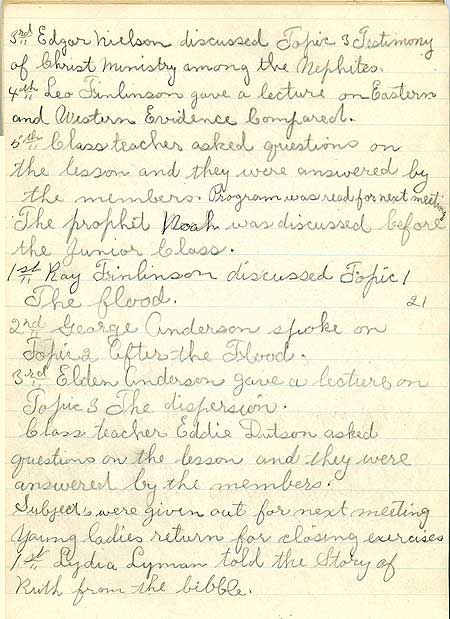 3rd Edgar Nielson discussed Topic 3 Testimony
of Christ Ministry among the Nephites.
4th Leo Finlinson gave a lecture on Eastern
and Western Evidence Compared.
5th Class teacher asked questions on
the lesson and they were answered by
the members. Program was read for next meeting
The prophet Noah was discussed before
the Junior Class.
1st Ray Finlinson discussed Topic 1
The flood. 21
2rd George Anderson spoke on
Topic 2 After the Flood.
3rd Elden Anderson gave a lecture on
Topic 3 The dispersion.
Class teacher Eddie Dutson asked
questions on the lesson and they were
answered by the members.
Subjects were given out for next meeting
Young ladies return for closing exercises
1st Lydia Lyman told the Story of
Ruth from the bibble.